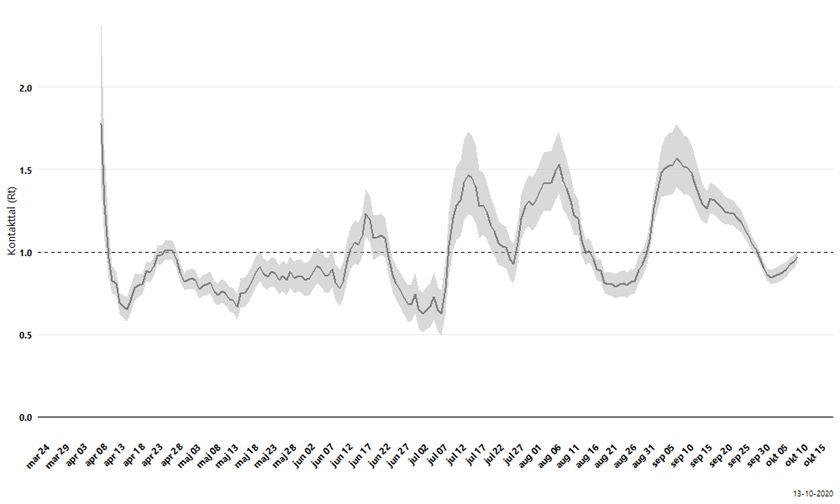 Kontakttal (Rt)
2.0
1.5
1.0
0.5
0.0
mar 24
mar 29
apr 03
apr 08
apr 13
apr 18
apr 23
apr 28
maj 03
maj 08
maj 13
maj 18
maj 23
maj 28
jun 02
jun 07
jun 12
jun 17
jun 22
jun 27
jul 02
jul 07
jul 12
jul 17
jul 22
jul 27
aug 01
aug 06
aug 11
aug 16
aug 21
aug 26
aug 31
sep 05
sep 10
sep 15
sep 20
sep 25
sep 30
okt 05
okt 10
okt 15
13-10-2020